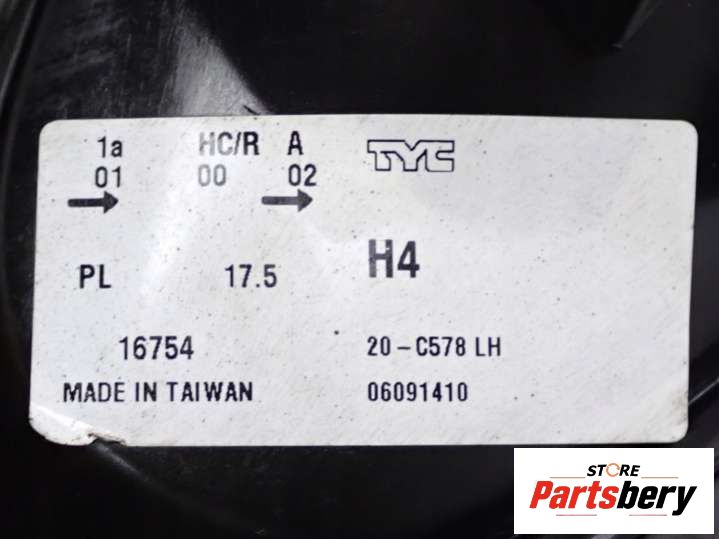 1a HC/R A TYC
01 00 02
PL 17.5 H4
16754 20-C578 LH
MADE IN TAIWAN 06091410
STORE
Partsbery